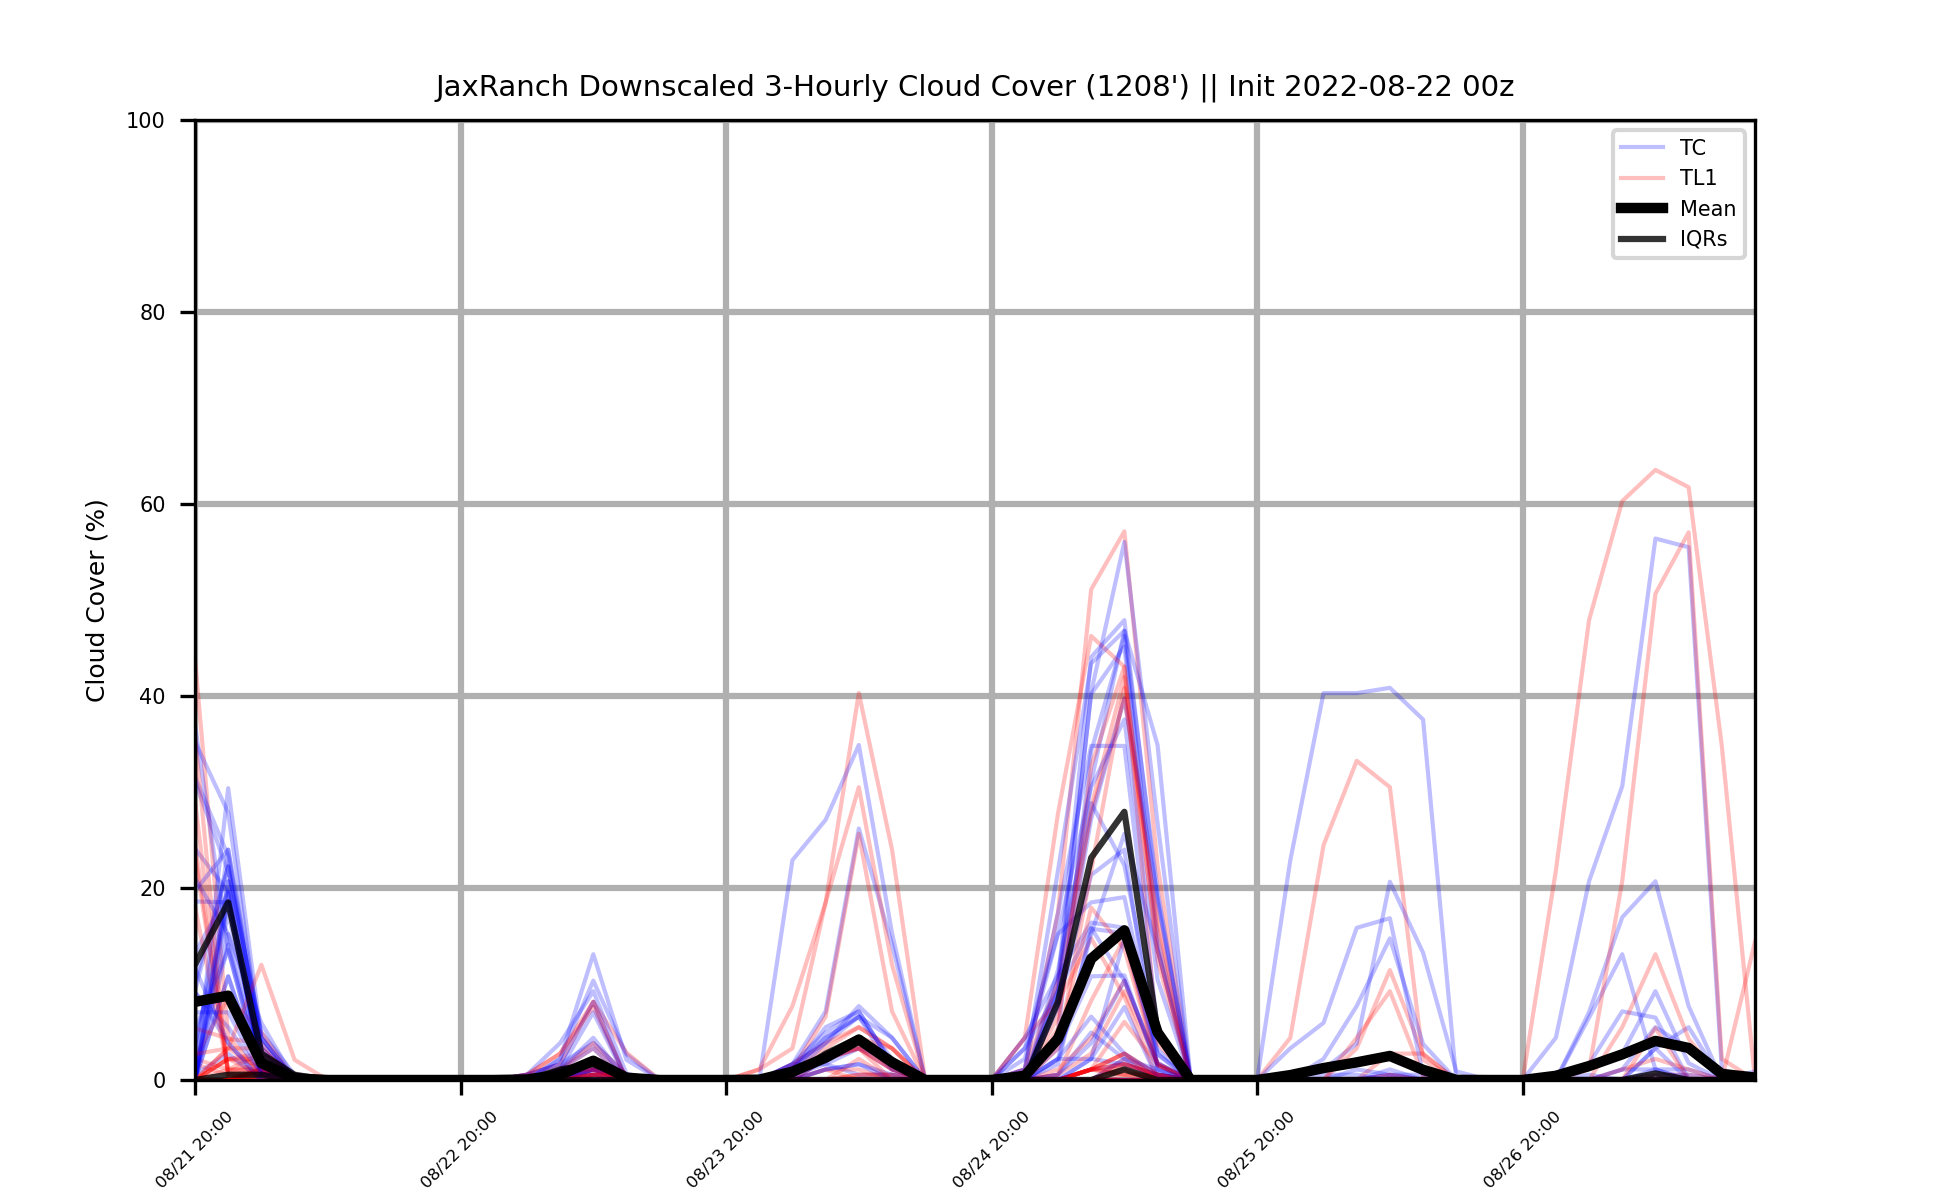 JaxRanch Downscaled 3-Hourly Cloud Cover (1208') || Init 2022-08-22 00z
TC
TL1
Mean
IQRs
Cloud Cover (%)
100
80
60
40
20
0
08/21 20:00
08/22 20:00
08/23 20:00
08/24 20:00
08/25 20:00
08/26 20:00